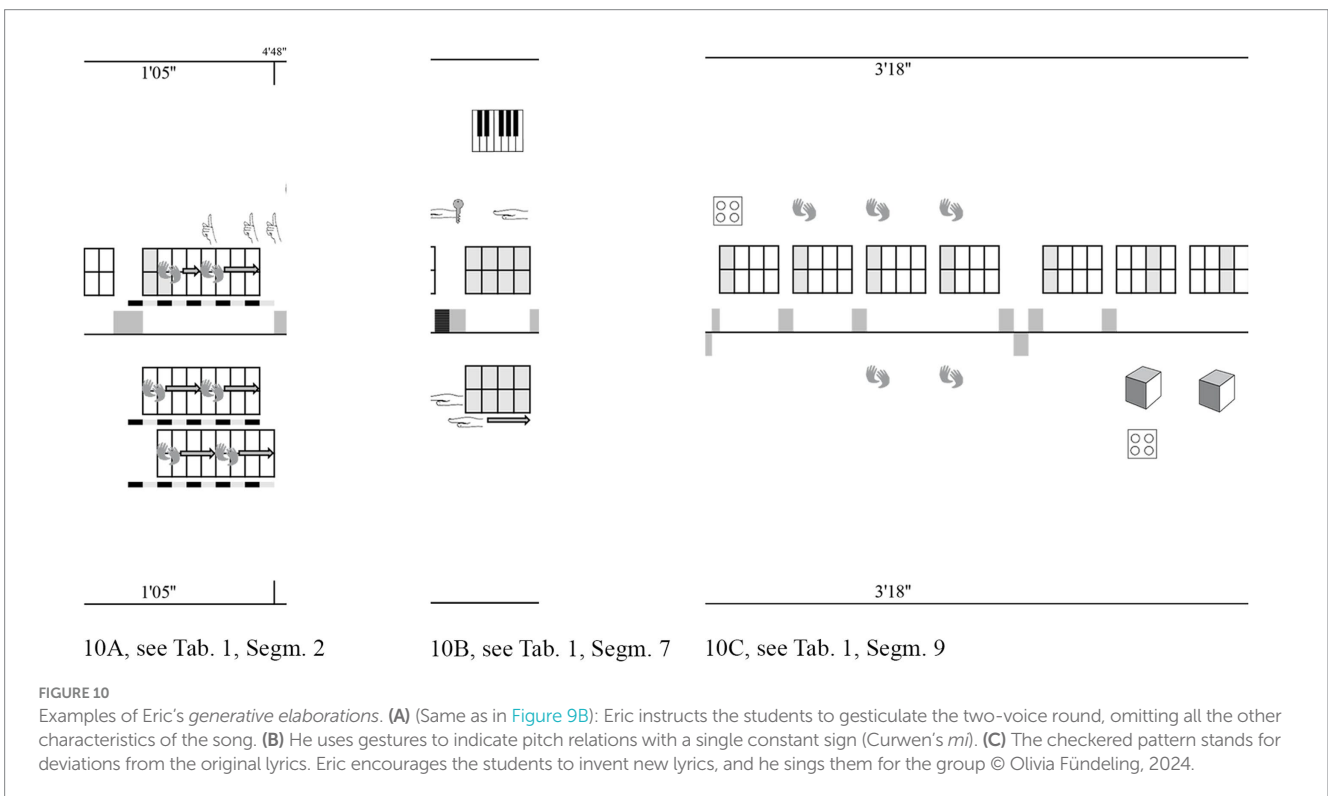 4'48"
1'05"
3'18"
1'05"
3'18"
10A, see Tab. 1, Segm. 2
10B, see Tab. 1, Segm. 7
10C, see Tab. 1, Segm. 9
FIGURE 10
Examples of Eric's generative elaborations. (A) (Same as in Figure 9B): Eric instructs the students to gesticulate the two-voice round, omitting all the other
characteristics of the song. (B) He uses gestures to indicate pitch relations with a single constant sign (Curwen's mi). (C) The checkered pattern stands for
deviations from the original lyrics. Eric encourages the students to invent new lyrics, and he sings them for the group © Olivia Fündeling, 2024.